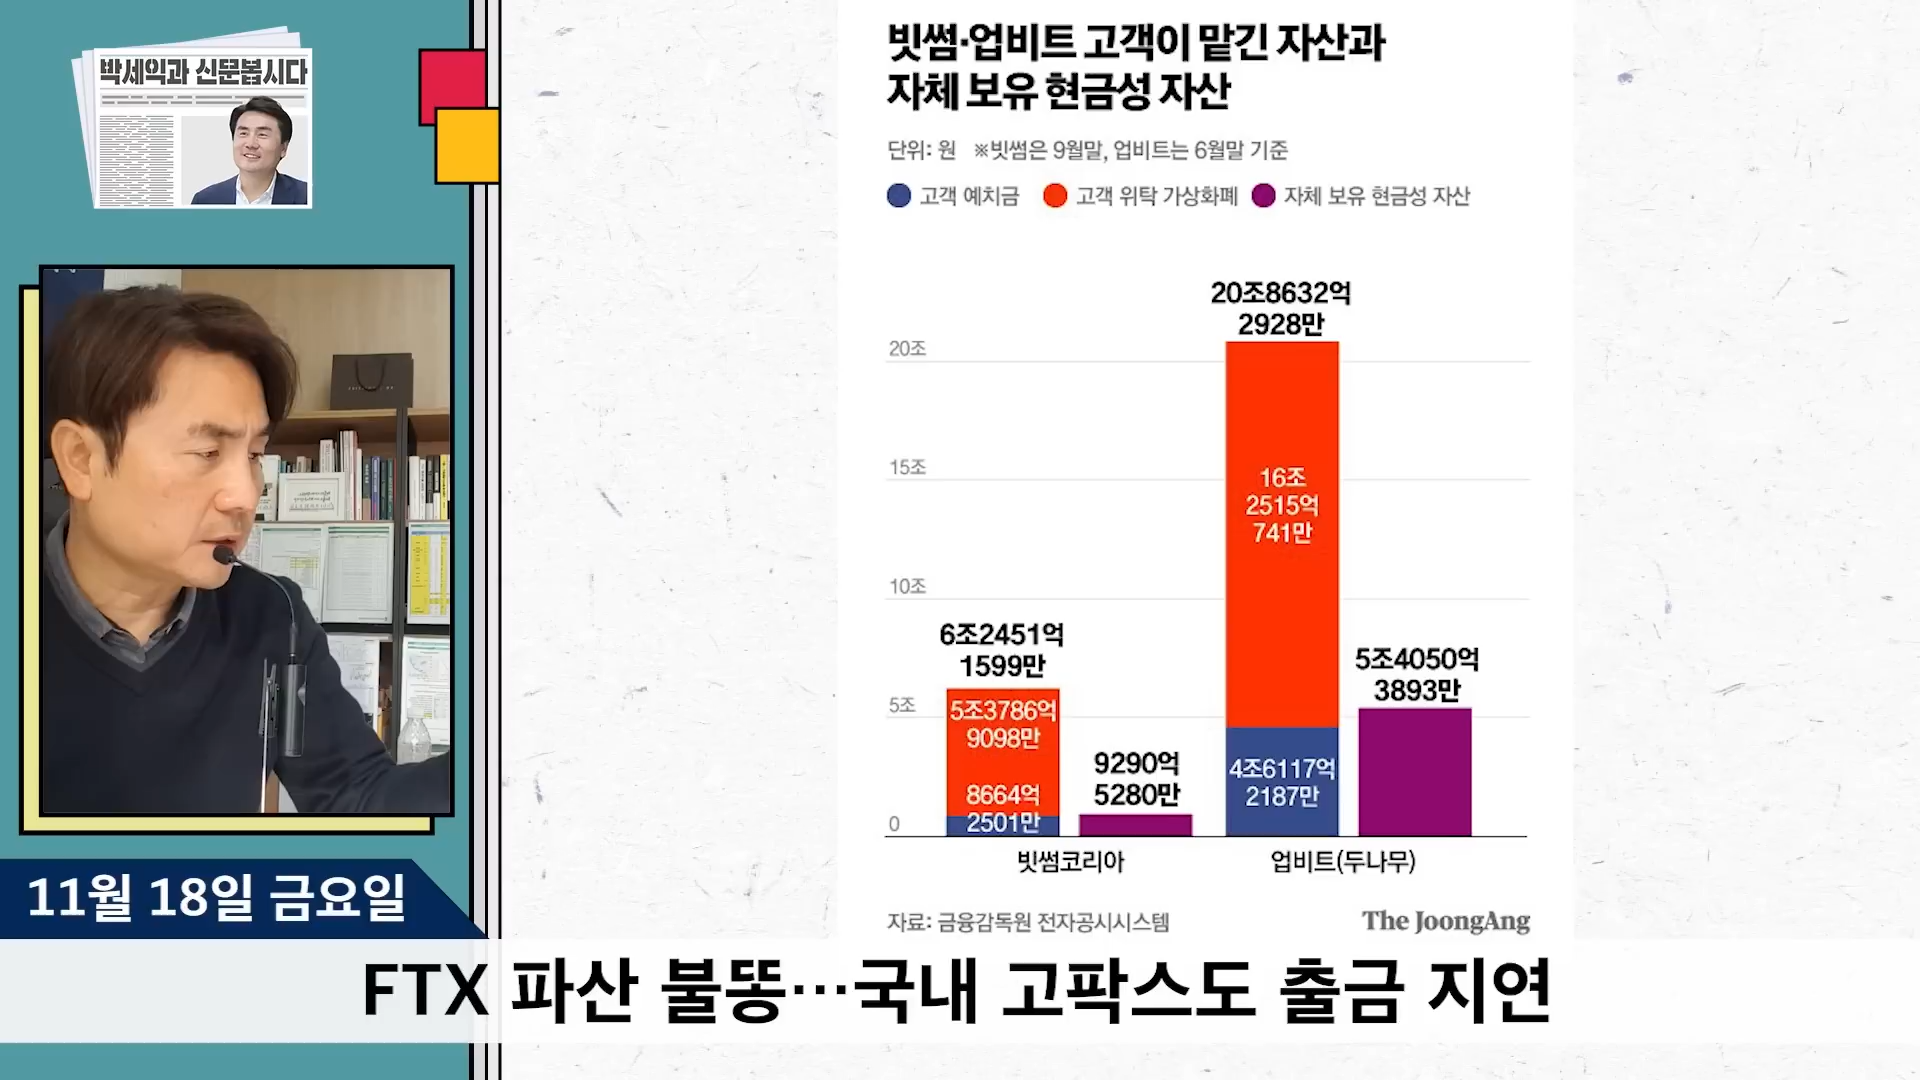 박세익과 신문봅시다
빗썸·업비트 고객이 맡긴 자산과
자체 보유 현금성 자산
단위: 원 ※빗썸은 9월말, 업비트는 6월말 기준
고객 예치금 고객 위탁 가상화폐 자체 보유 현금성 자산
20조8632억
2928만
20조
15조
16조
2515억
741만
10조
6조2451억
1599만
5조4050억
3893만
5조
5조3786억
9098만
9290억
5280만
4조6117억
2187만
8664억
2501만
0
빗썸코리아
업비트(두나무)
자료: 금융감독원 전자공시시스템
The JoongAng
11월 18일 금요일
FTX 파산 불똥…국내 고팍스도 출금 지연